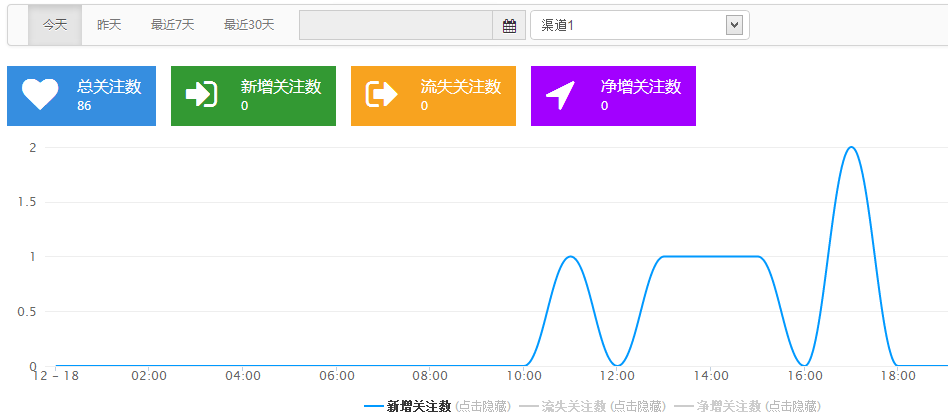 今天 昨天 最近7天 最近30天 渠道1
总关注数 新增关注数 流失关注数 净增关注数
86 0 0 0
2
1.5
1
0.5
0
12 - 18 02:00 04:00 06:00 08:00 10:00 12:00 14:00 16:00 18:00
新增关注数 (点击隐藏) 流失关注数 (点击隐藏) 净增关注数 (点击隐藏)